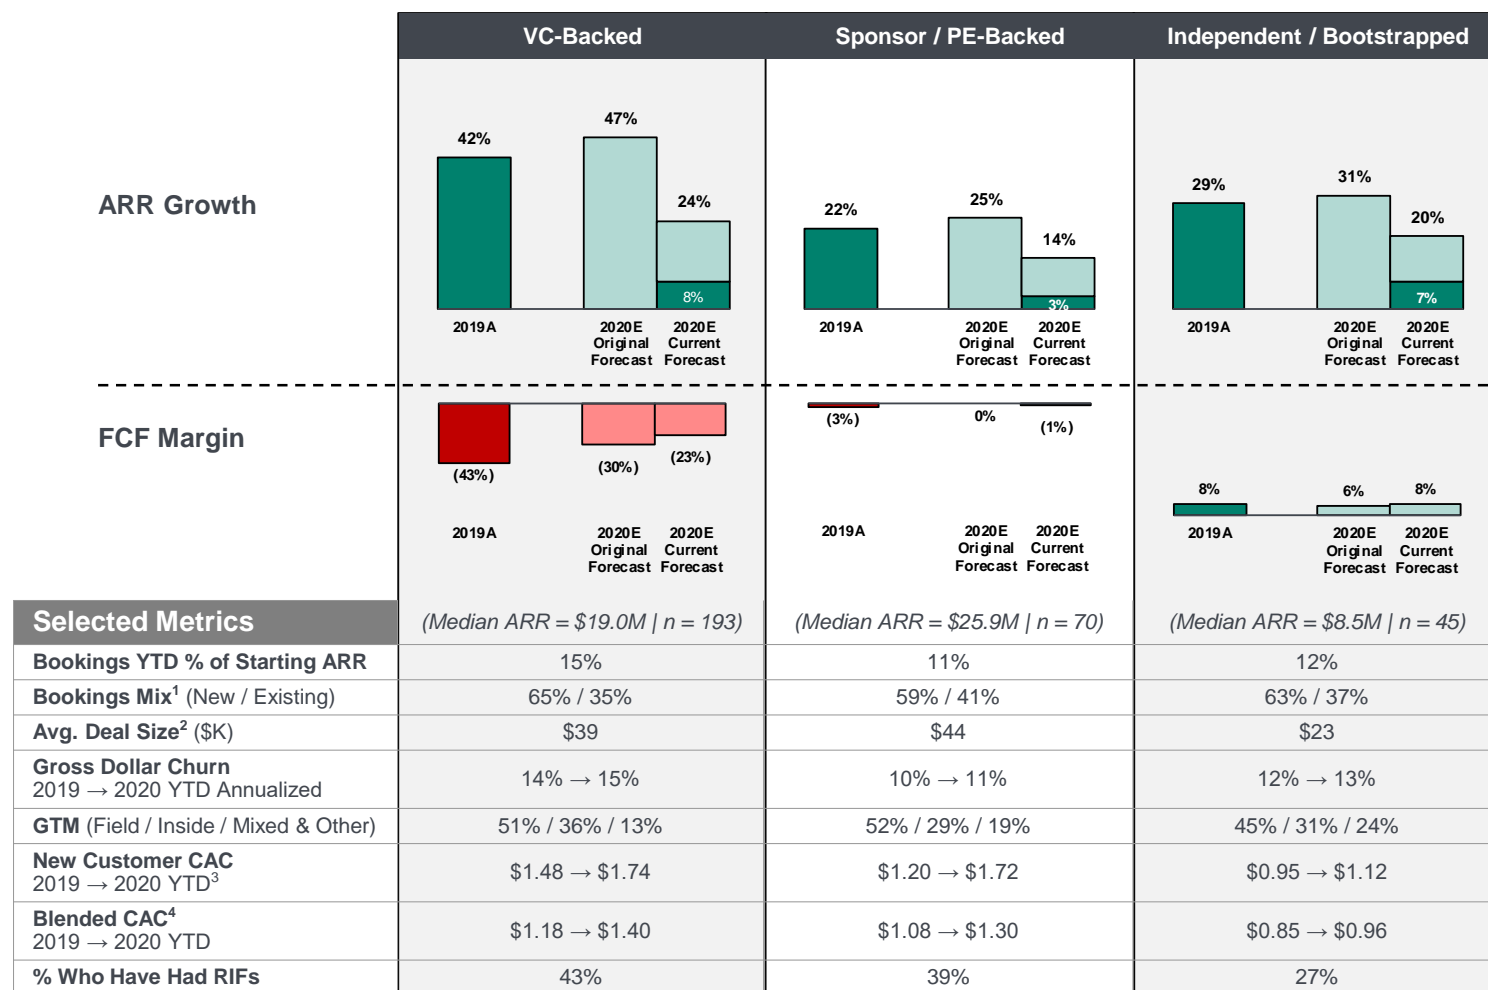 VC-Backed
Sponsor / PE-Backed
Independent / Bootstrapped
ARR Growth
42%
47%
24%
8%
2019A
2020E
Original
Forecast
2020E
Current
Forecast
22%
25%
14%
3%
2019A
2020E
Original
Forecast
2020E
Current
Forecast
29%
31%
20%
7%
2019A
2020E
Original
Forecast
2020E
Current
Forecast
FCF Margin
(43%)
(30%)
(23%)
2019A
2020E
Original
Forecast
2020E
Current
Forecast
(3%)
0%
(1%)
2019A
2020E
Original
Forecast
2020E
Current
Forecast
8%
6%
8%
2019A
2020E
Original
Forecast
2020E
Current
Forecast
Selected Metrics
(Median ARR = $19.0M | n = 193)
(Median ARR = $25.9M | n = 70)
(Median ARR = $8.5M | n = 45)
Bookings YTD % of Starting ARR
15%
11%
12%
Bookings Mix¹ (New / Existing)
65% / 35%
59% / 41%
63% / 37%
Avg. Deal Size² ($K)
$39
$44
$23
Gross Dollar Churn
2019 → 2020 YTD Annualized
14% → 15%
10% → 11%
12% → 13%
GTM (Field / Inside / Mixed & Other)
51% / 36% / 13%
52% / 29% / 19%
45% / 31% / 24%
New Customer CAC
2019 → 2020 YTD³
$1.48 → $1.74
$1.20 → $1.72
$0.95 → $1.12
Blended CAC⁴
2019 → 2020 YTD
$1.18 → $1.40
$1.08 → $1.30
$0.85 → $0.96
% Who Have Had RIFs
43%
39%
27%